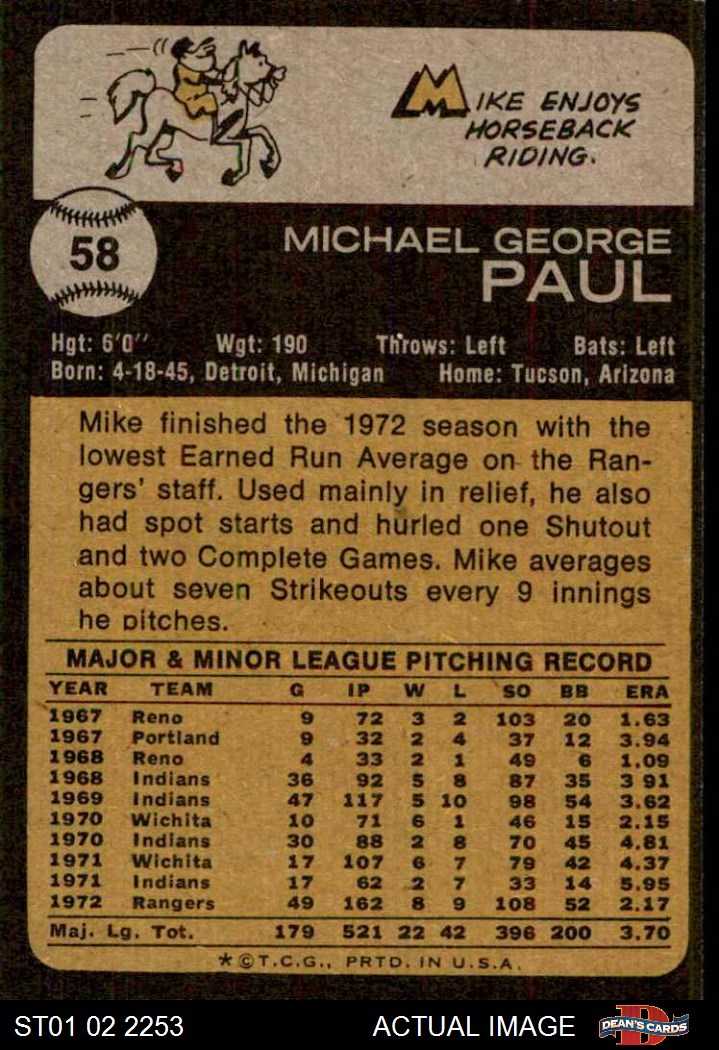 MIKE ENJOYS
HORSEBACK
RIDING.
58
MICHAEL GEORGE
PAUL
Hgt: 6'0" Wgt: 190 Throws: Left Bats: Left
Born: 4-18-45, Detroit, Michigan Home: Tucson, Arizona
Mike finished the 1972 season with the
lowest Earned Run Average on the Ran-
gers' staff. Used mainly in relief, he also
had spot starts and hurled one Shutout
and two Complete Games. Mike averages
about seven Strikeouts every 9 innings
he pitches.
MAJOR & MINOR LEAGUE PITCHING RECORD
YEAR TEAM G IP W L SO BB ERA
1967 Reno 9 72 3 2 103 20 1.63
1967 Portland 9 32 2 4 37 12 3.94
1968 Reno 4 33 2 1 49 6 1.09
1968 Indians 36 92 5 8 87 35 3 91
1969 Indians 47 117 5 10 98 54 3.62
1970 Wichita 10 71 6 1 46 15 2.15
1970 Indians 30 88 2 8 70 45 4.81
1971 Wichita 17 107 6 7 79 42 4.37
1971 Indians 17 62 2 7 33 14 5.95
1972 Rangers 49 162 8 9 108 52 2.17
Maj. Lg. Tot. 179 521 22 42 396 200 3.70
*©T.C.G., PRTD. IN U.S.A.
ST01 02 2253 ACTUAL IMAGE DEAN'S CARDS